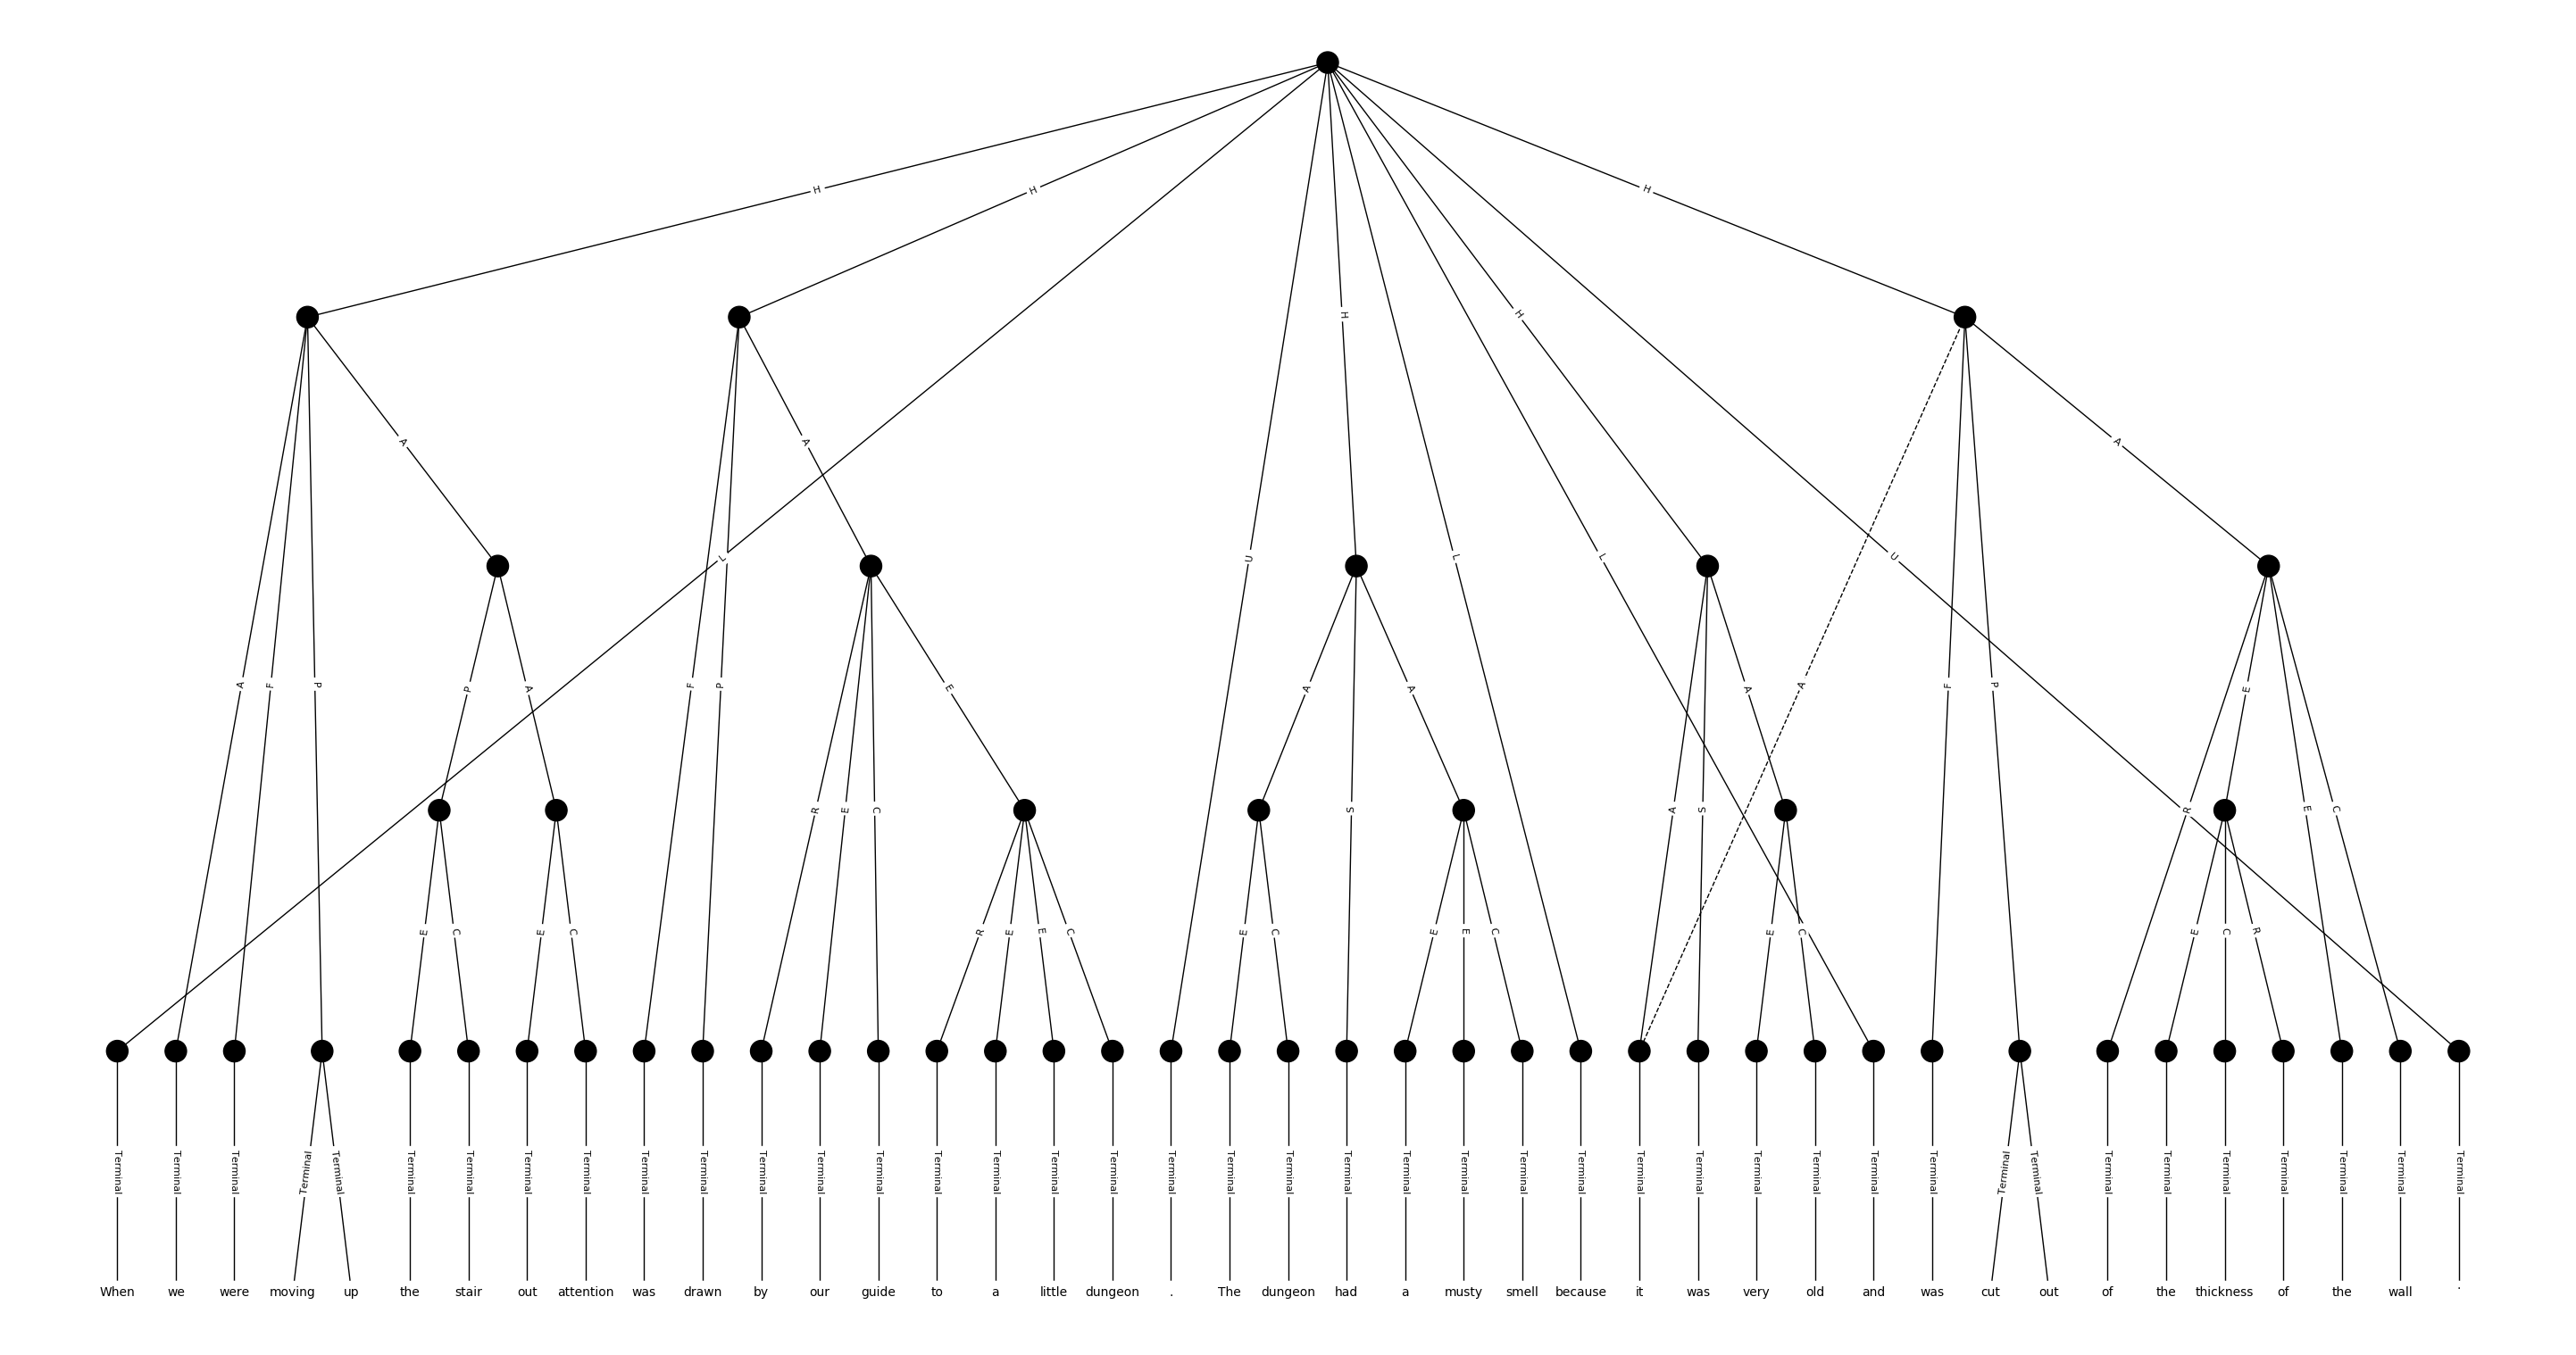 H H H
H H
A A A
L U L L U
A F P P A F P E A A A A F P E
R E C S A S R E C
E C E C R E E C E C E E C E C E C R
Terminal Terminal Terminal Terminal Terminal Terminal Terminal Terminal Terminal Terminal Terminal Terminal Terminal Terminal Terminal Terminal Terminal Terminal Terminal Terminal Terminal Terminal Terminal Terminal Terminal Terminal Terminal Terminal Terminal Terminal Terminal Terminal Terminal Terminal Terminal Terminal Terminal Terminal Terminal Terminal Terminal
When we were moving up the stair out attention was drawn by our guide to a little dungeon . The dungeon had a musty smell because it was very old and was cut out of the thickness of the wall .